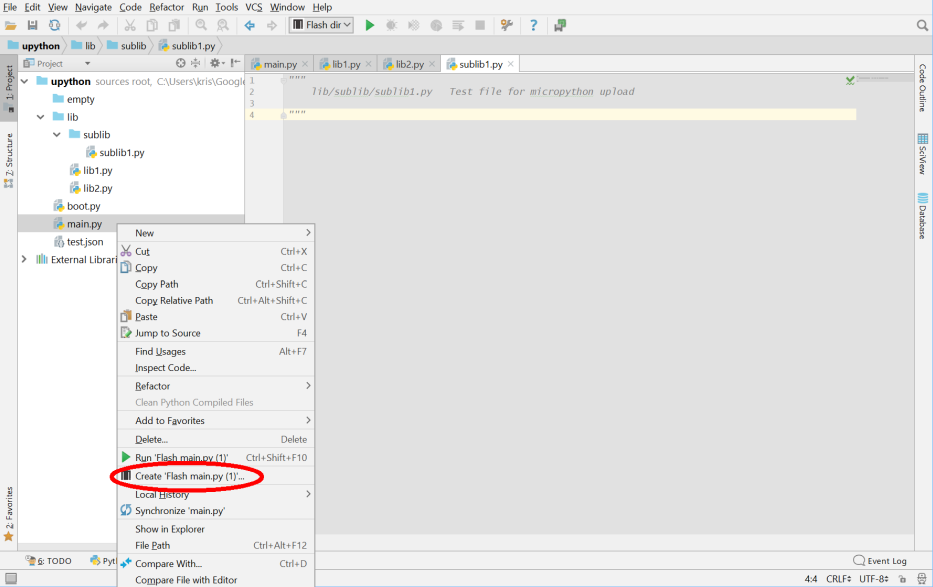 File Edit View Navigate Code Refactor Run Tools VCS Window Help
Flash dir
upython lib sublib sublib1.py
Project
main.py lib1.py lib2.py sublib1.py
1: Project
7: Structure
2: Favorites
upython sources root, C:\Users\kris\Google
empty
lib
sublib
sublib1.py
lib1.py
lib2.py
boot.py
main.py
test.json
External Librari
1 """
2 lib/sublib/sublib1.py Test file for micropython upload
3
4 """
Code Outline
SciView
Database
New
Cut Ctrl+X
Copy Ctrl+C
Copy Path Ctrl+Shift+C
Copy Relative Path Ctrl+Alt+Shift+C
Paste Ctrl+V
Jump to Source F4
Find Usages Alt+F7
Inspect Code...
Refactor
Clean Python Compiled Files
Add to Favorites
Delete... Delete
Run 'Flash main.py (1)' Ctrl+Shift+F10
Create 'Flash main.py (1)'...
Local History
Synchronize 'main.py'
Show in Explorer
File Path Ctrl+Alt+F12
Compare With... Ctrl+D
Compare File with Editor
6: TODO Pyt
Event Log
4:4 CRLF UTF-8